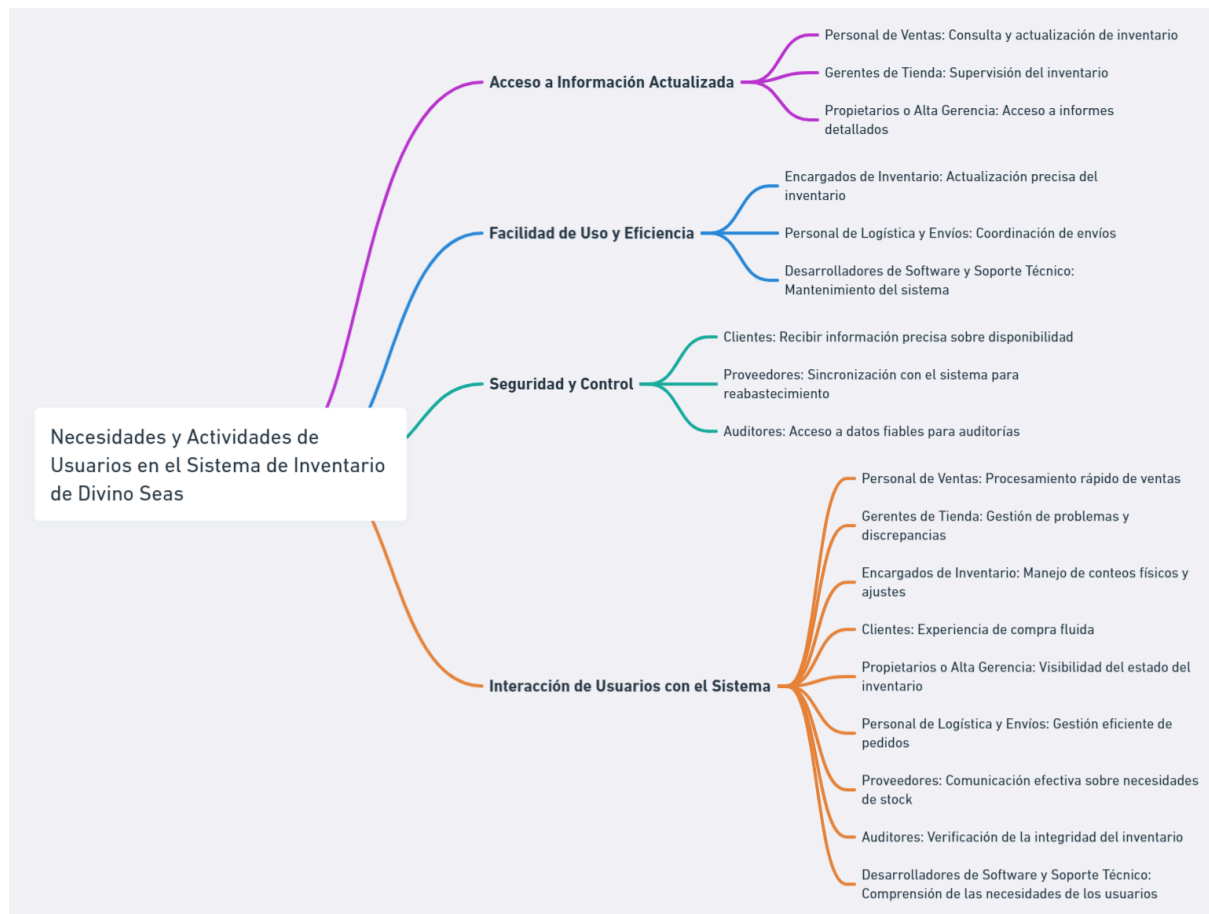 Necesidades y Actividades de
Usuarios en el Sistema de Inventario
de Divino Seas
Acceso a Información Actualizada
Personal de Ventas: Consulta y actualización de inventario
Gerentes de Tienda: Supervisión del inventario
Propietarios o Alta Gerencia: Acceso a informes
detallados
Facilidad de Uso y Eficiencia
Encargados de Inventario: Actualización precisa del
inventario
Personal de Logística y Envíos: Coordinación de envíos
Desarrolladores de Software y Soporte Técnico:
Mantenimiento del sistema
Seguridad y Control
Clientes: Recibir información precisa sobre disponibilidad
Proveedores: Sincronización con el sistema para
reabastecimiento
Auditores: Acceso a datos fiables para auditorías
Interacción de Usuarios con el Sistema
Personal de Ventas: Procesamiento rápido de ventas
Gerentes de Tienda: Gestión de problemas y
discrepancias
Encargados de Inventario: Manejo de conteos físicos y
ajustes
Clientes: Experiencia de compra fluida
Propietarios o Alta Gerencia: Visibilidad del estado del
inventario
Personal de Logística y Envíos: Gestión eficiente de
pedidos
Proveedores: Comunicación efectiva sobre necesidades
de stock
Auditores: Verificación de la integridad del inventario
Desarrolladores de Software y Soporte Técnico:
Comprensión de las necesidades de los usuarios